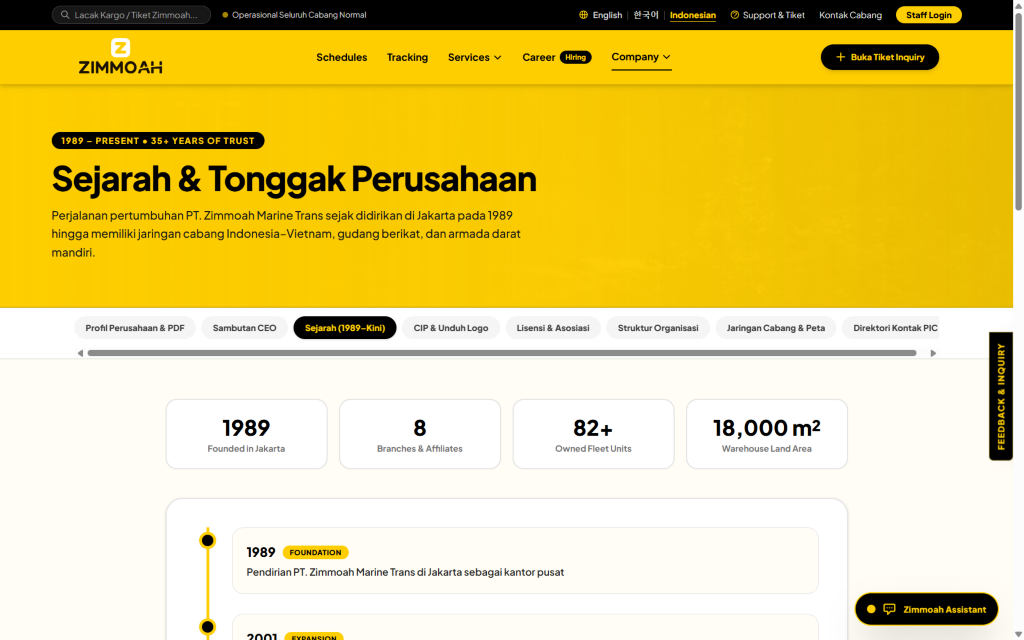 Lacak Kargo / Tiket Zimmoah...
Operasional Seluruh Cabang Normal
English
한국어
Indonesian
Support & Tiket
Kontak Cabang
Staff Login
Z
ZIMMOAH
Schedules
Tracking
Services
Career
Hiring
Company
Buka Tiket Inquiry
1989 – PRESENT • 35+ YEARS OF TRUST
Sejarah & Tonggak Perusahaan
Perjalanan pertumbuhan PT. Zimmoah Marine Trans sejak didirikan di Jakarta pada 1989
hingga memiliki jaringan cabang Indonesia–Vietnam, gudang berikat, dan armada darat
mandiri.
Profil Perusahaan & PDF
Sambutan CEO
Sejarah (1989–Kini)
CIP & Unduh Logo
Lisensi & Asosiasi
Struktur Organisasi
Jaringan Cabang & Peta
Direktori Kontak PIC
FEEDBACK & INQUIRY
1989
Founded in Jakarta
8
Branches & Affiliates
82+
Owned Fleet Units
18,000 m²
Warehouse Land Area
1989
FOUNDATION
Pendirian PT. Zimmoah Marine Trans di Jakarta sebagai kantor pusat
2001
EXPANSION
Zimmoah Assistant